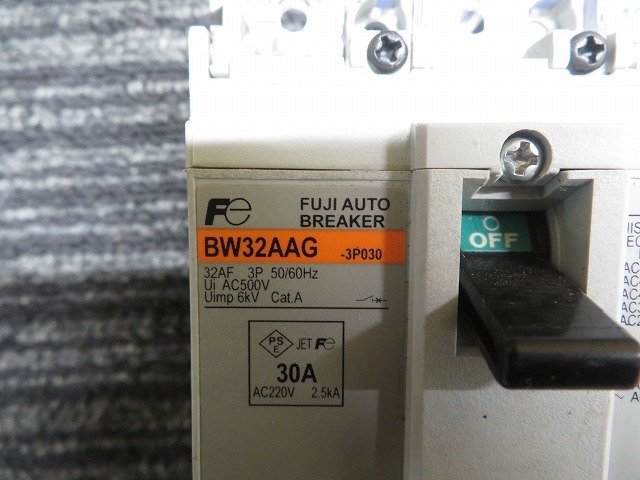 Fe FUJI AUTO
BREAKER
BW32AAG -3P030
32AF 3P 50/60Hz
Ui AC500V
Uimp 6kV Cat.A
PS
E
JET Fe
30A
AC220V 2.5kA
OFF